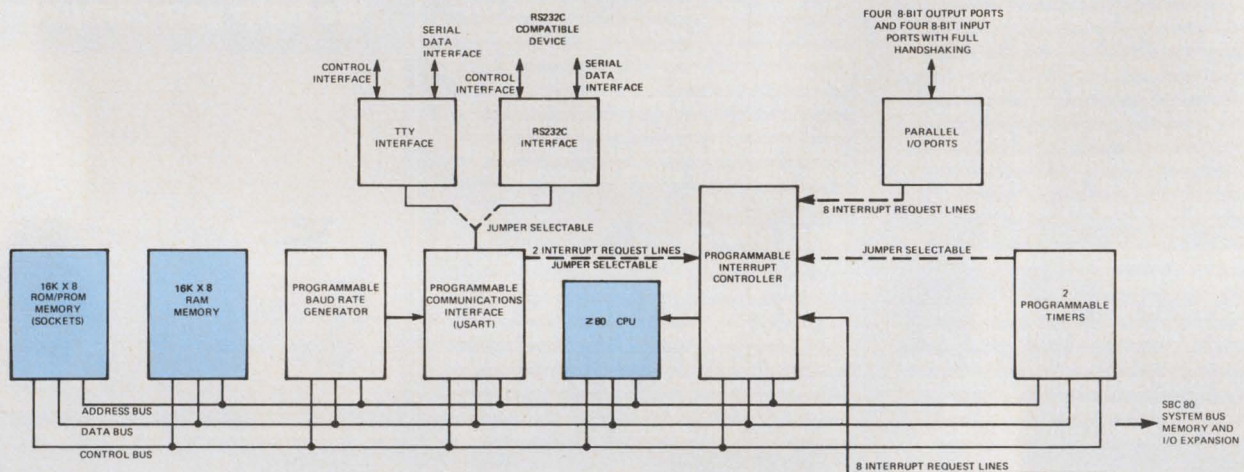 RS232C
COMPATIBLE
DEVICE
FOUR 8-BIT OUTPUT PORTS
AND FOUR 8-BIT INPUT
PORTS WITH FULL
HANDSHAKING
SERIAL
DATA
INTERFACE
CONTROL
INTERFACE
CONTROL
INTERFACE
SERIAL
DATA
INTERFACE
TTY
INTERFACE
RS232C
INTERFACE
PARALLEL
I/O PORTS
8 INTERRUPT REQUEST LINES
JUMPER SELECTABLE
2 INTERRUPT REQUEST LINES
JUMPER SELECTABLE
JUMPER SELECTABLE
16K X 8
ROM/PROM
MEMORY
(SOCKETS)
16K X 8
RAM
MEMORY
PROGRAMMABLE
BAUD RATE
GENERATOR
PROGRAMMABLE
COMMUNICATIONS
INTERFACE
(USART)
Z80 CPU
PROGRAMMABLE
INTERRUPT
CONTROLLER
2
PROGRAMMABLE
TIMERS
ADDRESS BUS
DATA BUS
CONTROL BUS
SBC 80
SYSTEM BUS
MEMORY AND
I/O EXPANSION
8 INTERRUPT REQUEST LINES